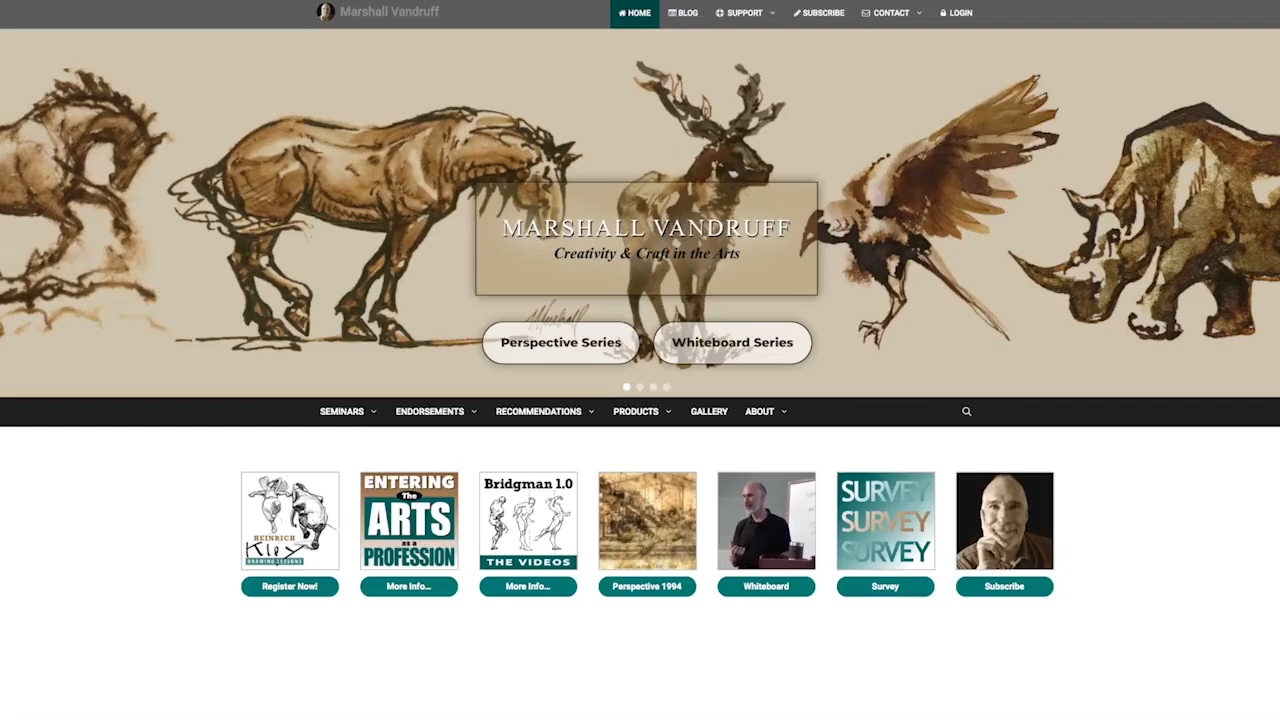 Marshall Vandruff
HOME BLOG SUPPORT SUBSCRIBE CONTACT LOGIN
MARSHALL VANDRUFF
Creativity & Craft in the Arts
Marshall
Perspective Series Whiteboard Series
SEMINARS ENDORSEMENTS RECOMMENDATIONS PRODUCTS GALLERY ABOUT
HEINRICH
Kley
DRAWING LESSONS
Register Now!
ENTERING
The
ARTS
as a
PROFESSION
More Info...
Bridgman 1.0
THE VIDEOS
More Info...
Perspective 1994
Whiteboard
SURVEY
SURVEY
SURVEY
Survey
Subscribe